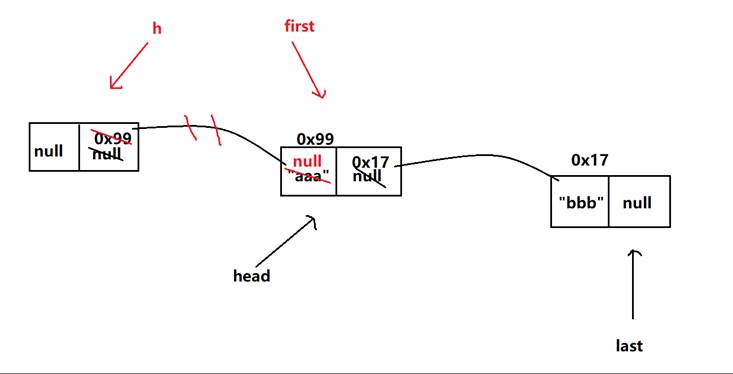 h
first
0x99
null
null
0x99
null
"aaa"
0x17
null
0x17
"bbb"
null
head
last